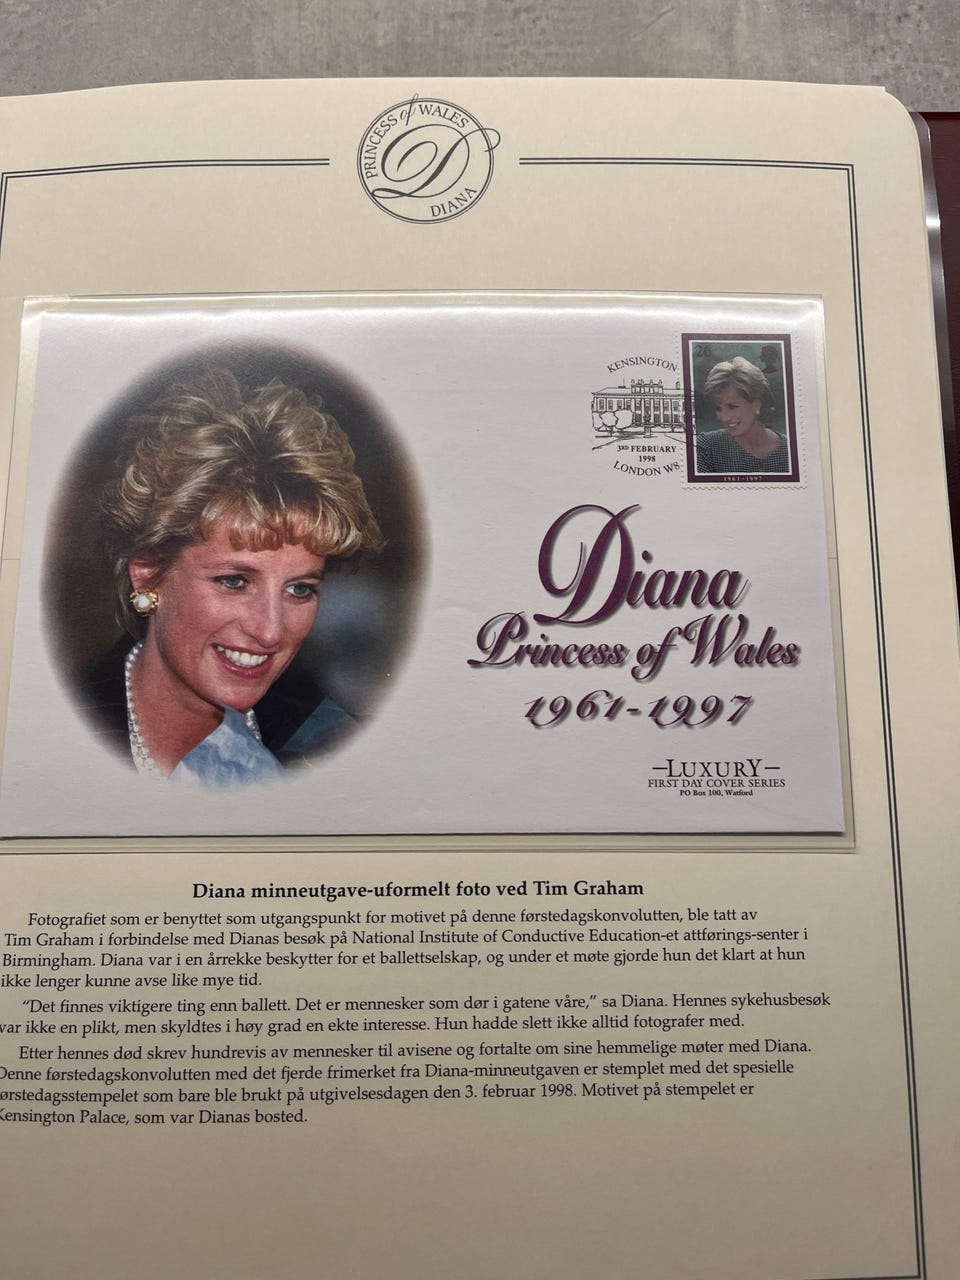 PRINCESS of WALES
D
DIANA
KENSINGTON
3RD FEBRUARY
1998
LONDON W8
26
1961-1997
Diana
Princess of Wales
1961-1997
—LUXURY—
FIRST DAY COVER SERIES
PO Box 100, Watford
Diana minneutgave-uformelt foto ved Tim Graham
Fotografiet som er benyttet som utgangspunkt for motivet på denne førstedagskonvolutten, ble tatt av
Tim Graham i forbindelse med Dianas besøk på National Institute of Conductive Education-et attførings-senter i
Birmingham. Diana var i en årrekke beskytter for et ballettselskap, og under et møte gjorde hun det klart at hun
ikke lenger kunne avse like mye tid.
“Det finnes viktigere ting enn ballett. Det er mennesker som dør i gatene våre,” sa Diana. Hennes sykehusbesøk
var ikke en plikt, men skyldtes i høy grad en ekte interesse. Hun hadde slett ikke alltid fotografer med.
Etter hennes død skrev hundrevis av mennesker til avisene og fortalte om sine hemmelige møter med Diana.
Denne førstedagskonvolutten med det fjerde frimerket fra Diana-minneutgaven er stemplet med det spesielle
førstedagsstempelet som bare ble brukt på utgivelsesdagen den 3. februar 1998. Motivet på stempelet er
Kensington Palace, som var Dianas bosted.